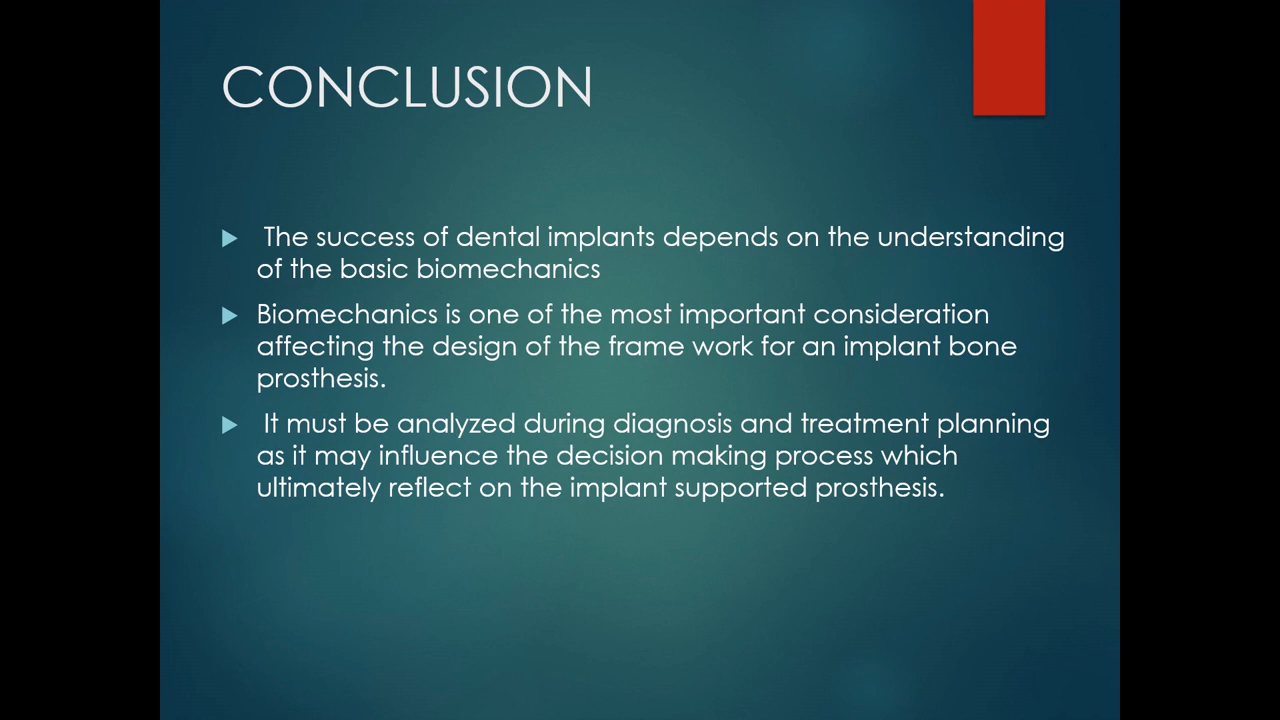 CONCLUSION
The success of dental implants depends on the understanding
of the basic biomechanics
Biomechanics is one of the most important consideration
affecting the design of the frame work for an implant bone
prosthesis.
It must be analyzed during diagnosis and treatment planning
as it may influence the decision making process which
ultimately reflect on the implant supported prosthesis.